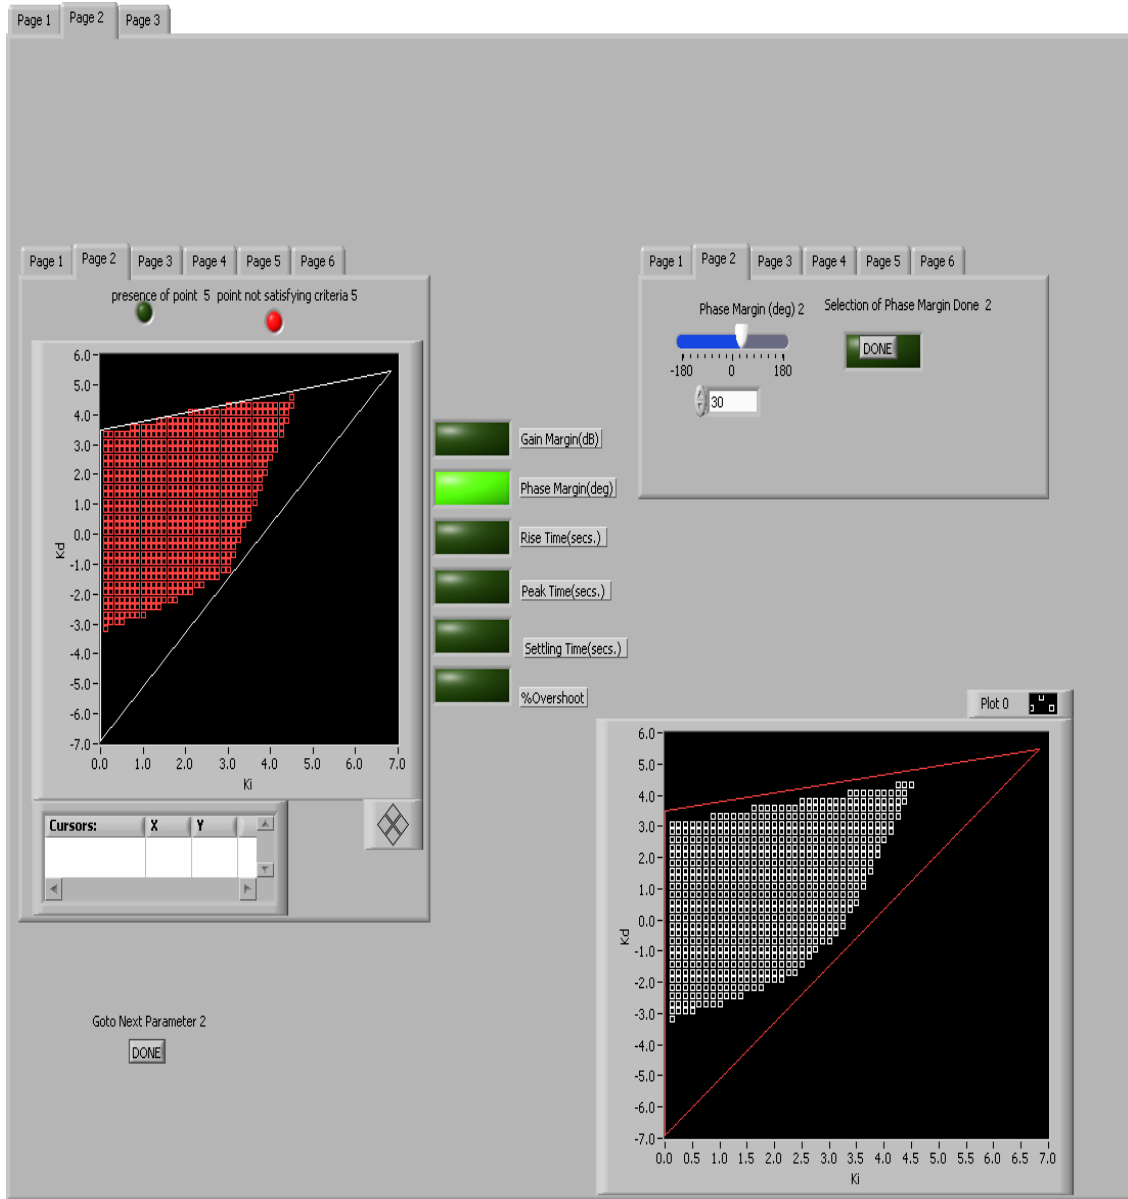 Page 1 Page 2 Page 3
Page 1 Page 2 Page 3 Page 4 Page 5 Page 6
presence of point 5 point not satisfying criteria 5
6.0
5.0
4.0
3.0
2.0
1.0
0.0
-1.0
-2.0
-3.0
-4.0
-5.0
-6.0
-7.0
Kd
0.0 1.0 2.0 3.0 4.0 5.0 6.0 7.0
Ki
Cursors: X Y
Gain Margin(dB)
Phase Margin(deg)
Rise Time(secs.)
Peak Time(secs.)
Settling Time(secs.)
%Overshoot
Page 1 Page 2 Page 3 Page 4 Page 5 Page 6
Phase Margin (deg) 2
-180 0 180
30
Selection of Phase Margin Done 2
DONE
Plot 0
6.0
5.0
4.0
3.0
2.0
1.0
0.0
-1.0
-2.0
-3.0
-4.0
-5.0
-6.0
-7.0
Kd
0.0 0.5 1.0 1.5 2.0 2.5 3.0 3.5 4.0 4.5 5.0 5.5 6.0 6.5 7.0
Ki
Goto Next Parameter 2
DONE